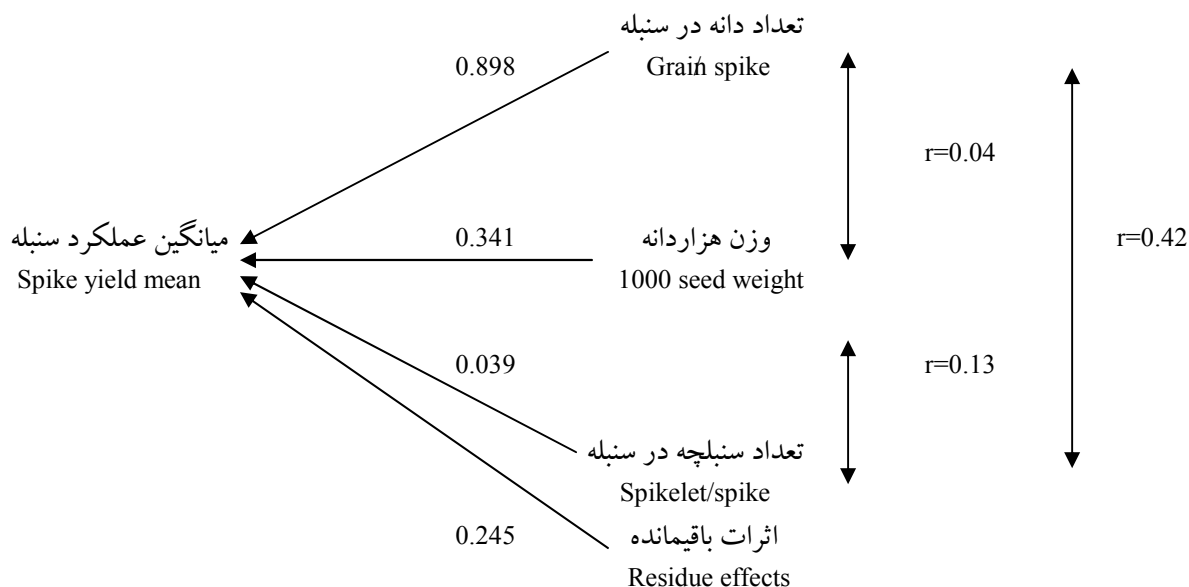 تعداد دانه در سنبله
Grain/ spike
0.898
r=0.04
میانگین عملکرد سنبله
Spike yield mean
0.341
وزن هزاردانه
1000 seed weight
r=0.42
0.039
r=0.13
تعداد سنبلچه در سنبله
Spikelet/spike
0.245
اثرات باقیمانده
Residue effects